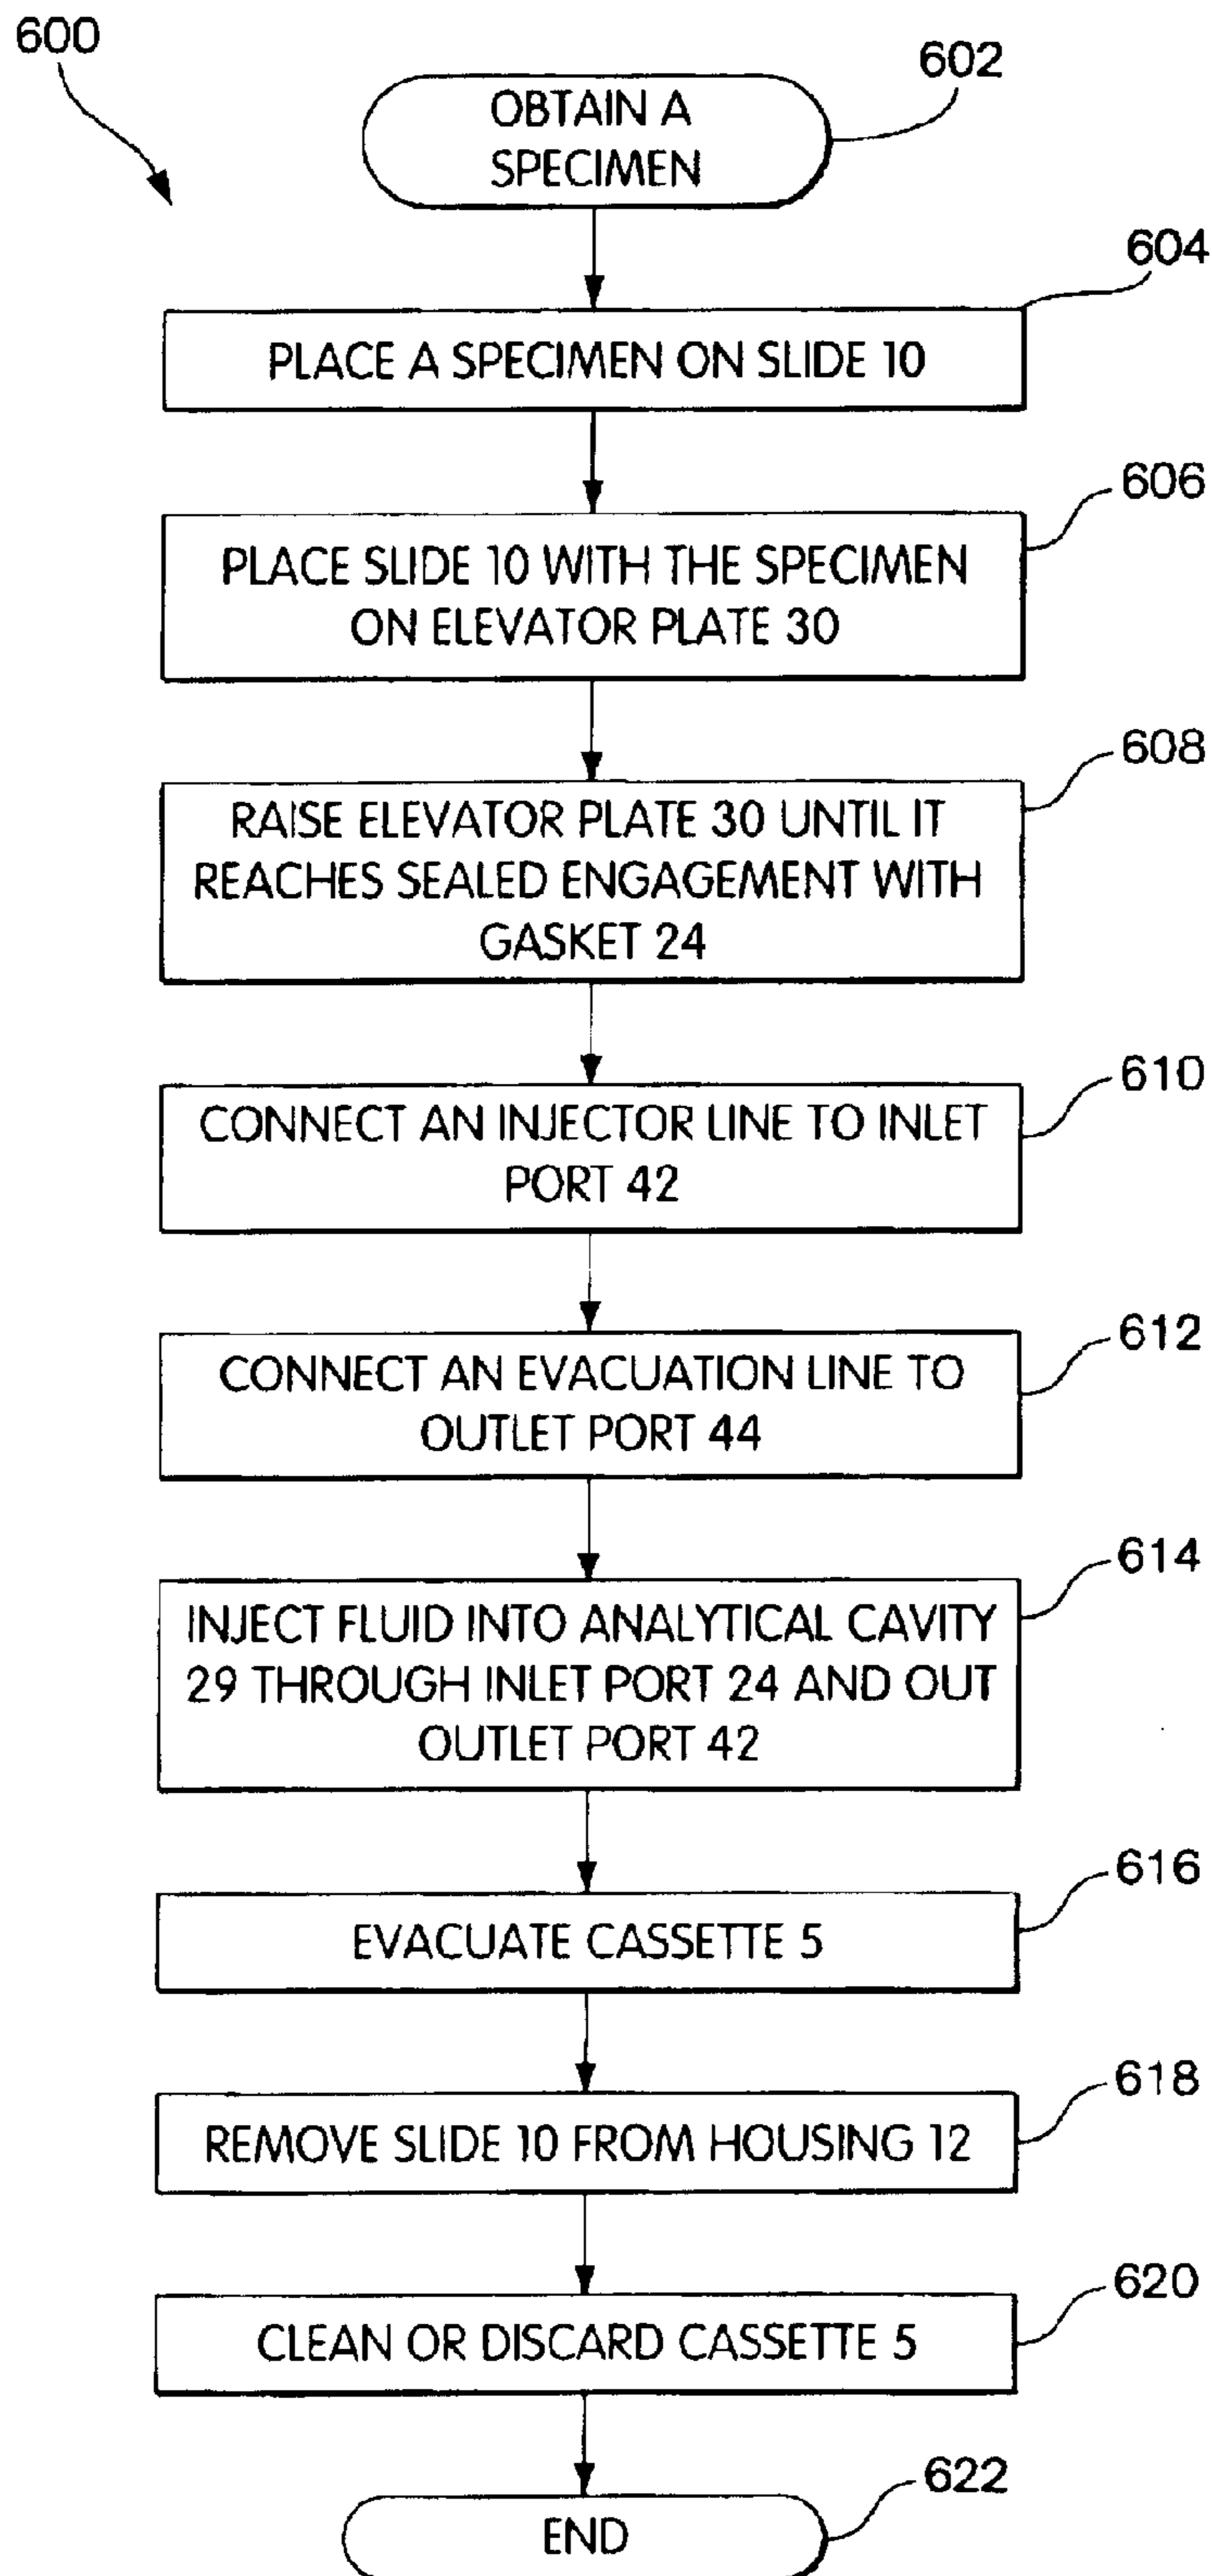 600
602
OBTAIN A
SPECIMEN
604
PLACE A SPECIMEN ON SLIDE 10
606
PLACE SLIDE 10 WITH THE SPECIMEN
ON ELEVATOR PLATE 30
608
RAISE ELEVATOR PLATE 30 UNTIL IT
REACHES SEALED ENGAGEMENT WITH
GASKET 24
610
CONNECT AN INJECTOR LINE TO INLET
PORT 42
612
CONNECT AN EVACUATION LINE TO
OUTLET PORT 44
614
INJECT FLUID INTO ANALYTICAL CAVITY
29 THROUGH INLET PORT 24 AND OUT
OUTLET PORT 42
616
EVACUATE CASSETTE 5
618
REMOVE SLIDE 10 FROM HOUSING 12
620
CLEAN OR DISCARD CASSETTE 5
622
END